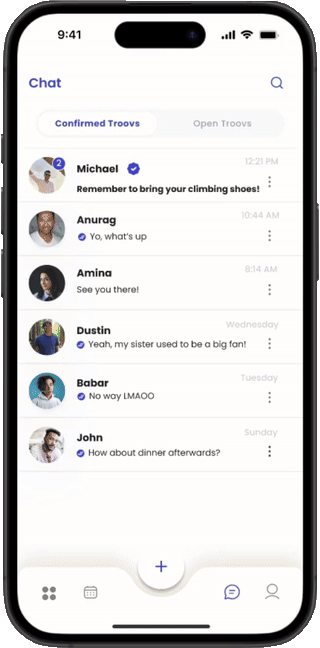 9:41
Chat
Confirmed Troovs
Open Troovs
2
Michael
12:21 PM
Remember to bring your climbing shoes!
Anurag
10:44 AM
Yo, what's up
Amina
8:14 AM
See you there!
Dustin
Wednesday
Yeah, my sister used to be a big fan!
Babar
Tuesday
No way LMAOO
John
Sunday
How about dinner afterwards?